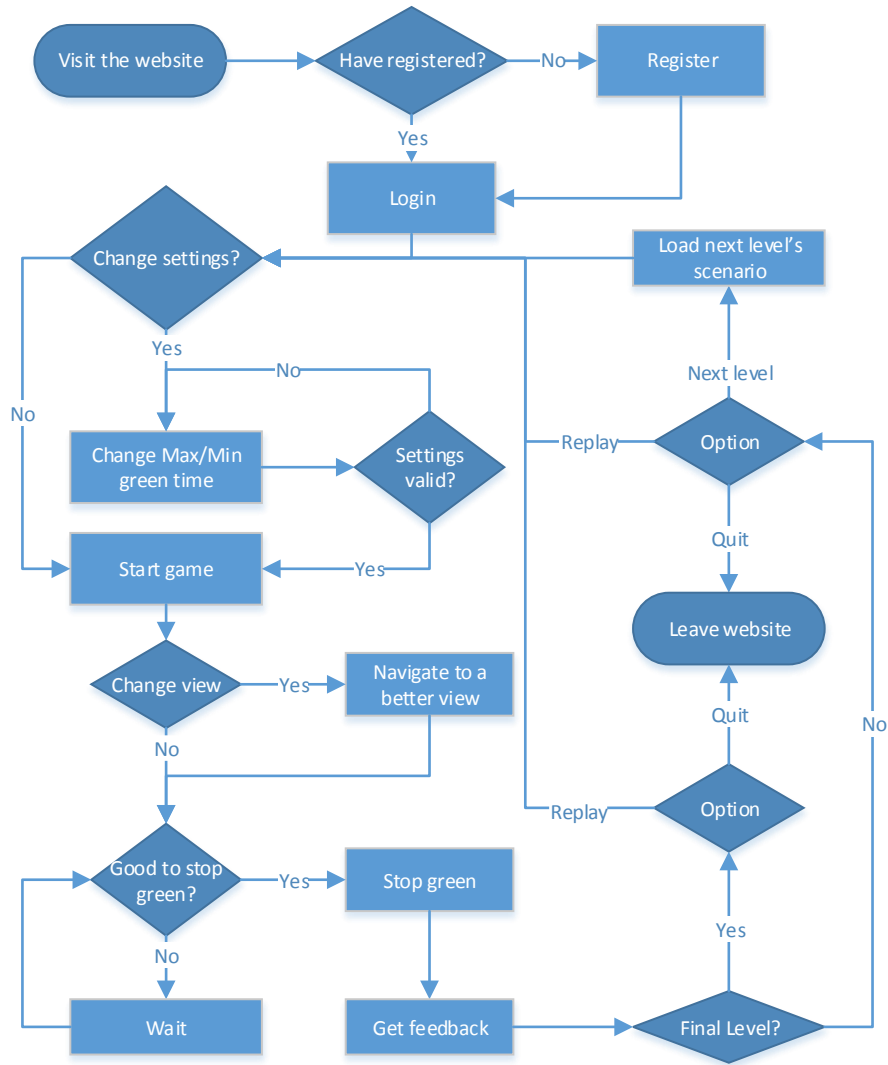 Visit the website
Have registered?
No
Register
Yes
Login
Change settings?
Load next level's
scenario
Yes
No
Next level
No
Change Max/Min
green time
Settings
valid?
Replay
Option
Quit
Start game
Yes
Leave website
Change view
Yes
Navigate to a
better view
Quit
No
No
Replay
Option
Good to stop
green?
Yes
Stop green
Yes
No
Wait
Get feedback
Final Level?